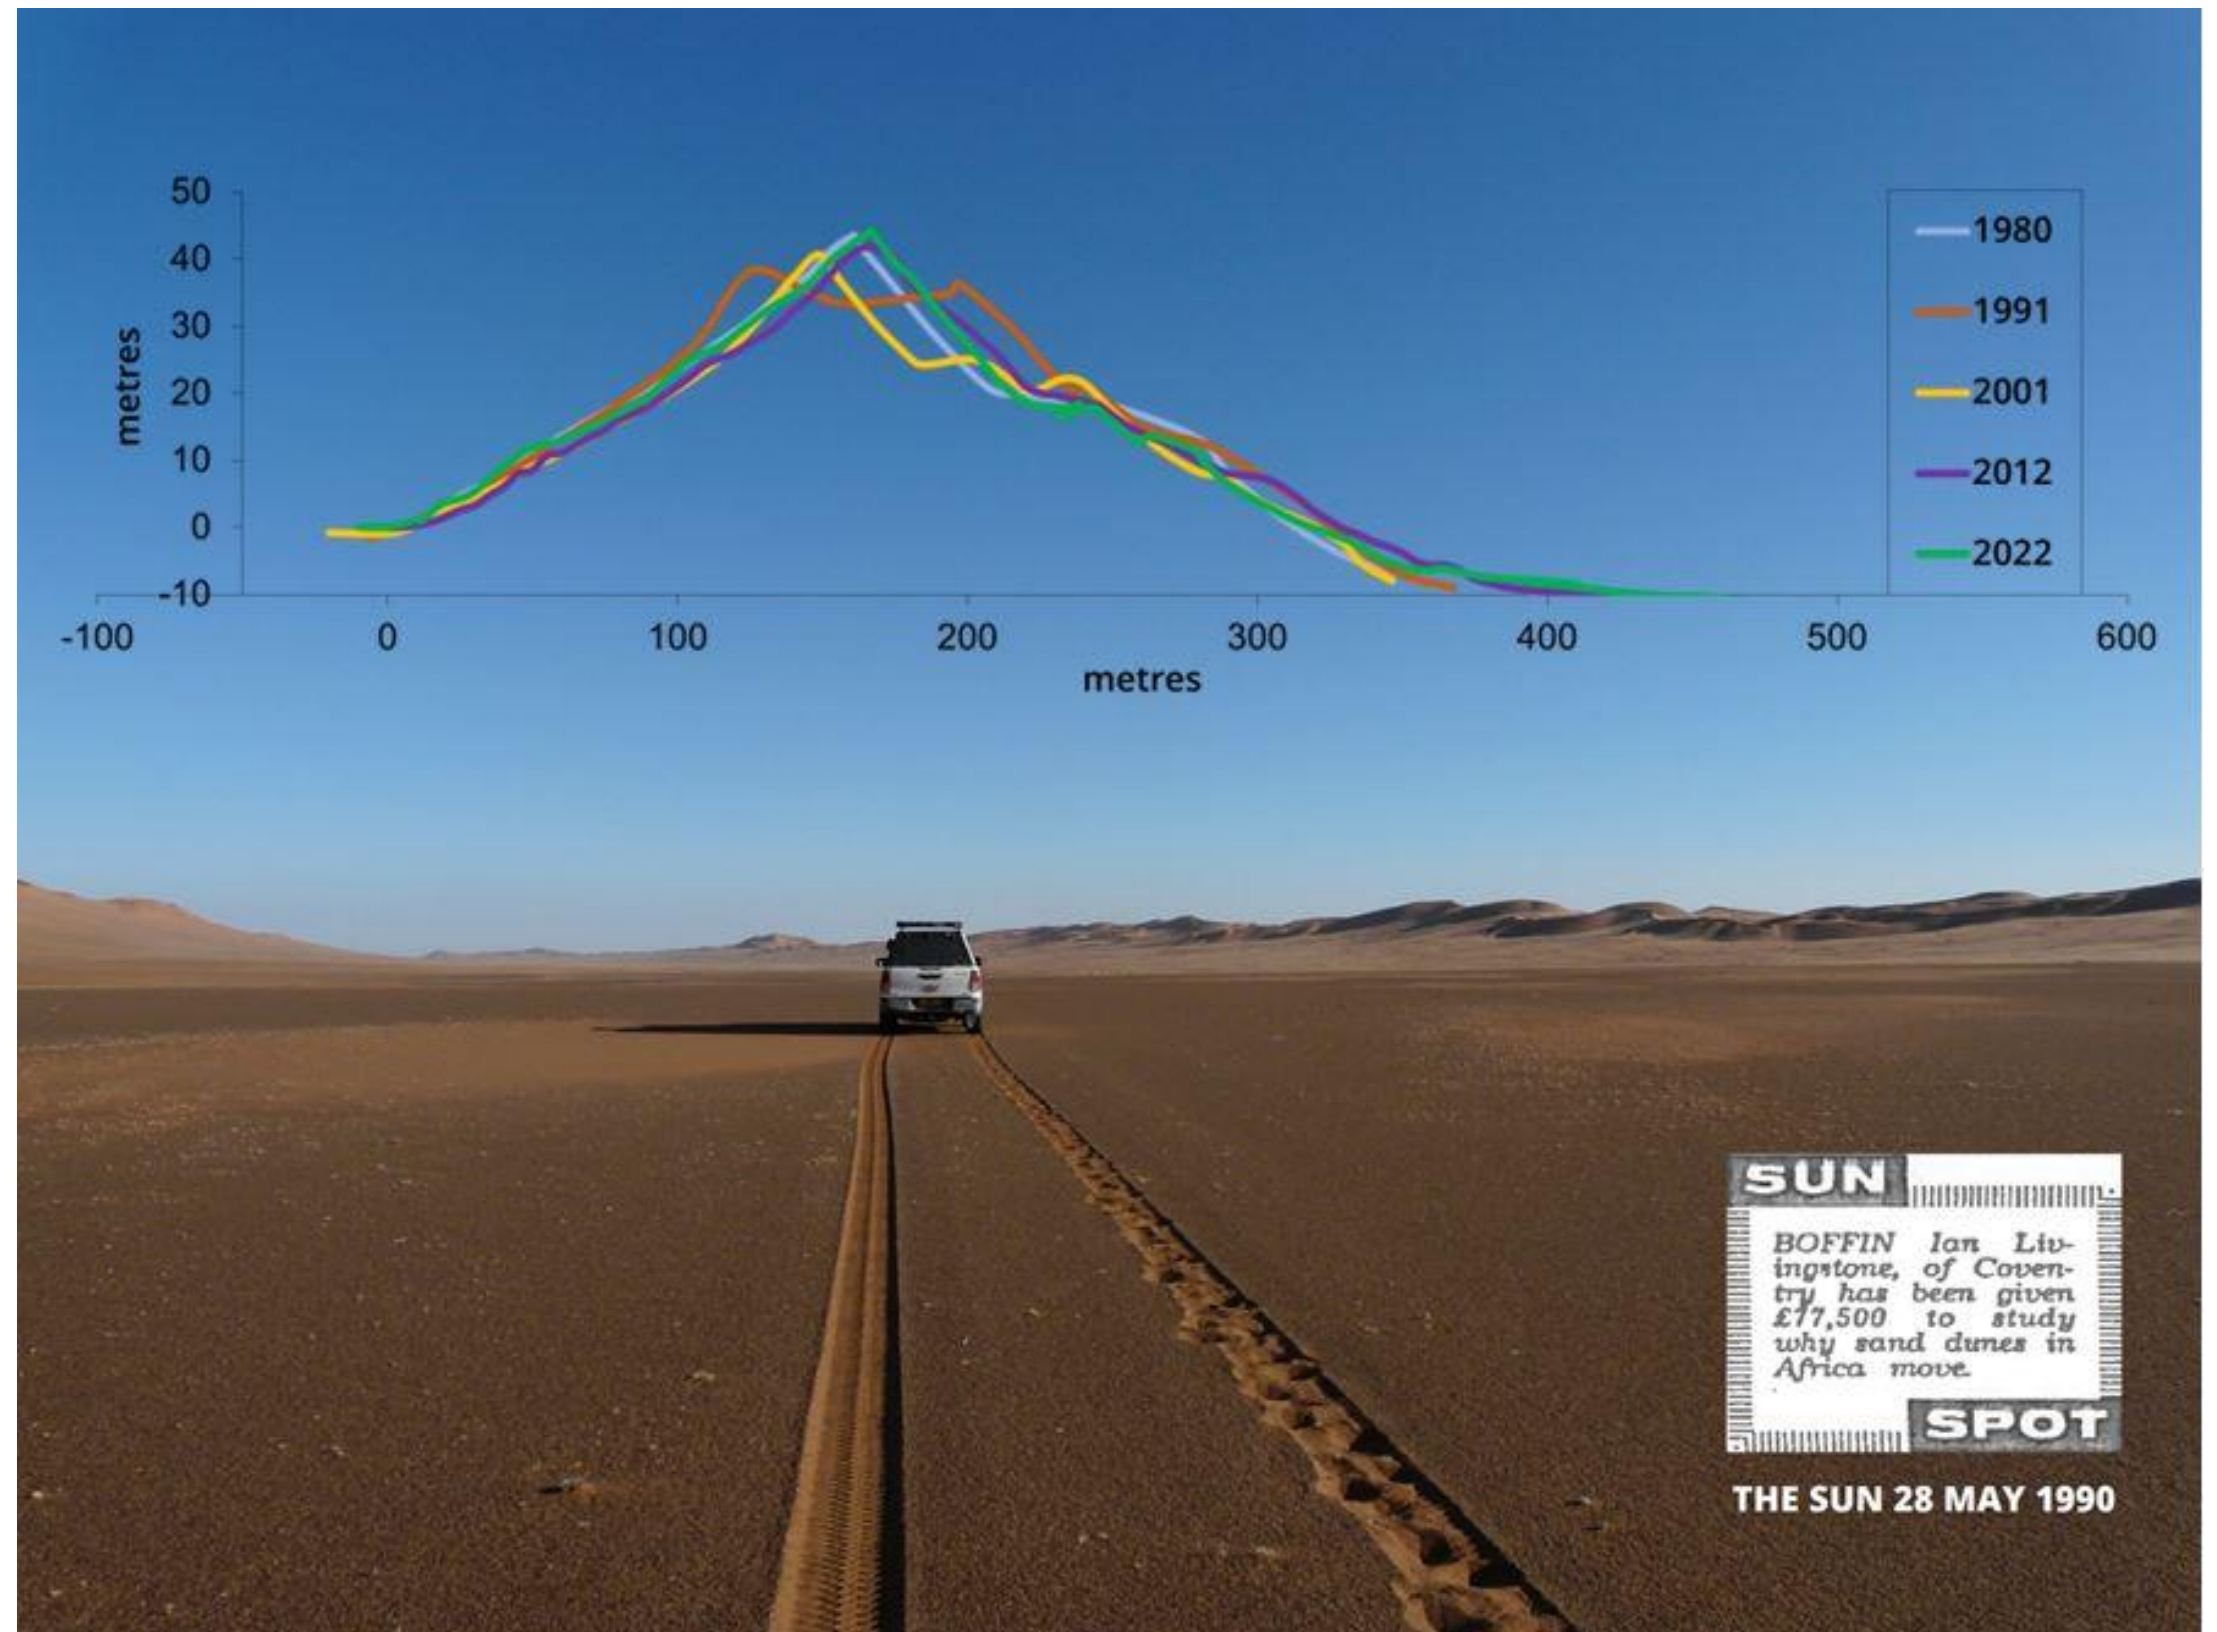 50
40
30
20
10
0
-10
metres
-100 0 100 200 300 400 500 600
metres
1980
1991
2001
2012
2022
SUN
BOFFIN Ian Liv-
ingstone, of Coven-
try has been given
£77,500 to study
why sand dunes in
Africa move.
SPOT
THE SUN 28 MAY 1990